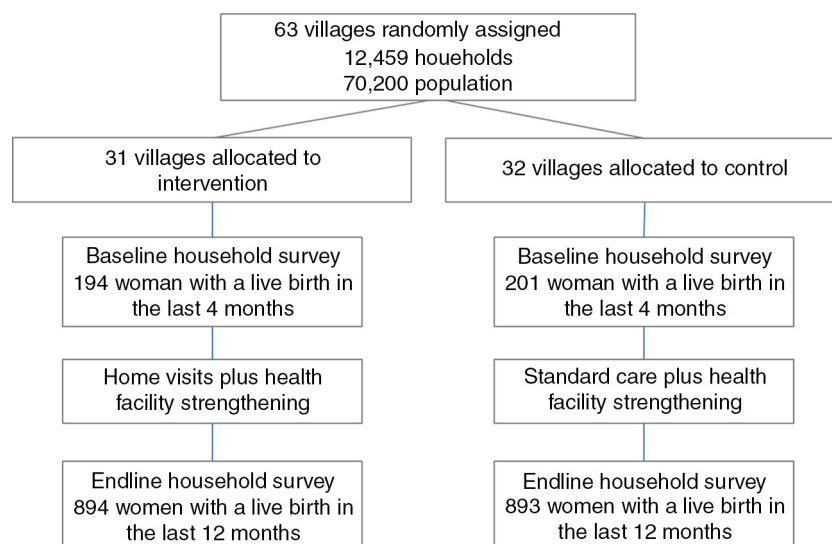 63 villages randomly assigned
12,459 houeholds
70,200 population
31 villages allocated to
intervention
32 villages allocated to control
Baseline household survey
194 woman with a live birth in
the last 4 months
Baseline household survey
201 woman with a live birth in
the last 4 months
Home visits plus health
facility strengthening
Standard care plus health
facility strengthening
Endline household survey
894 women with a live birth in
the last 12 months
Endline household survey
893 women with a live birth in
the last 12 months